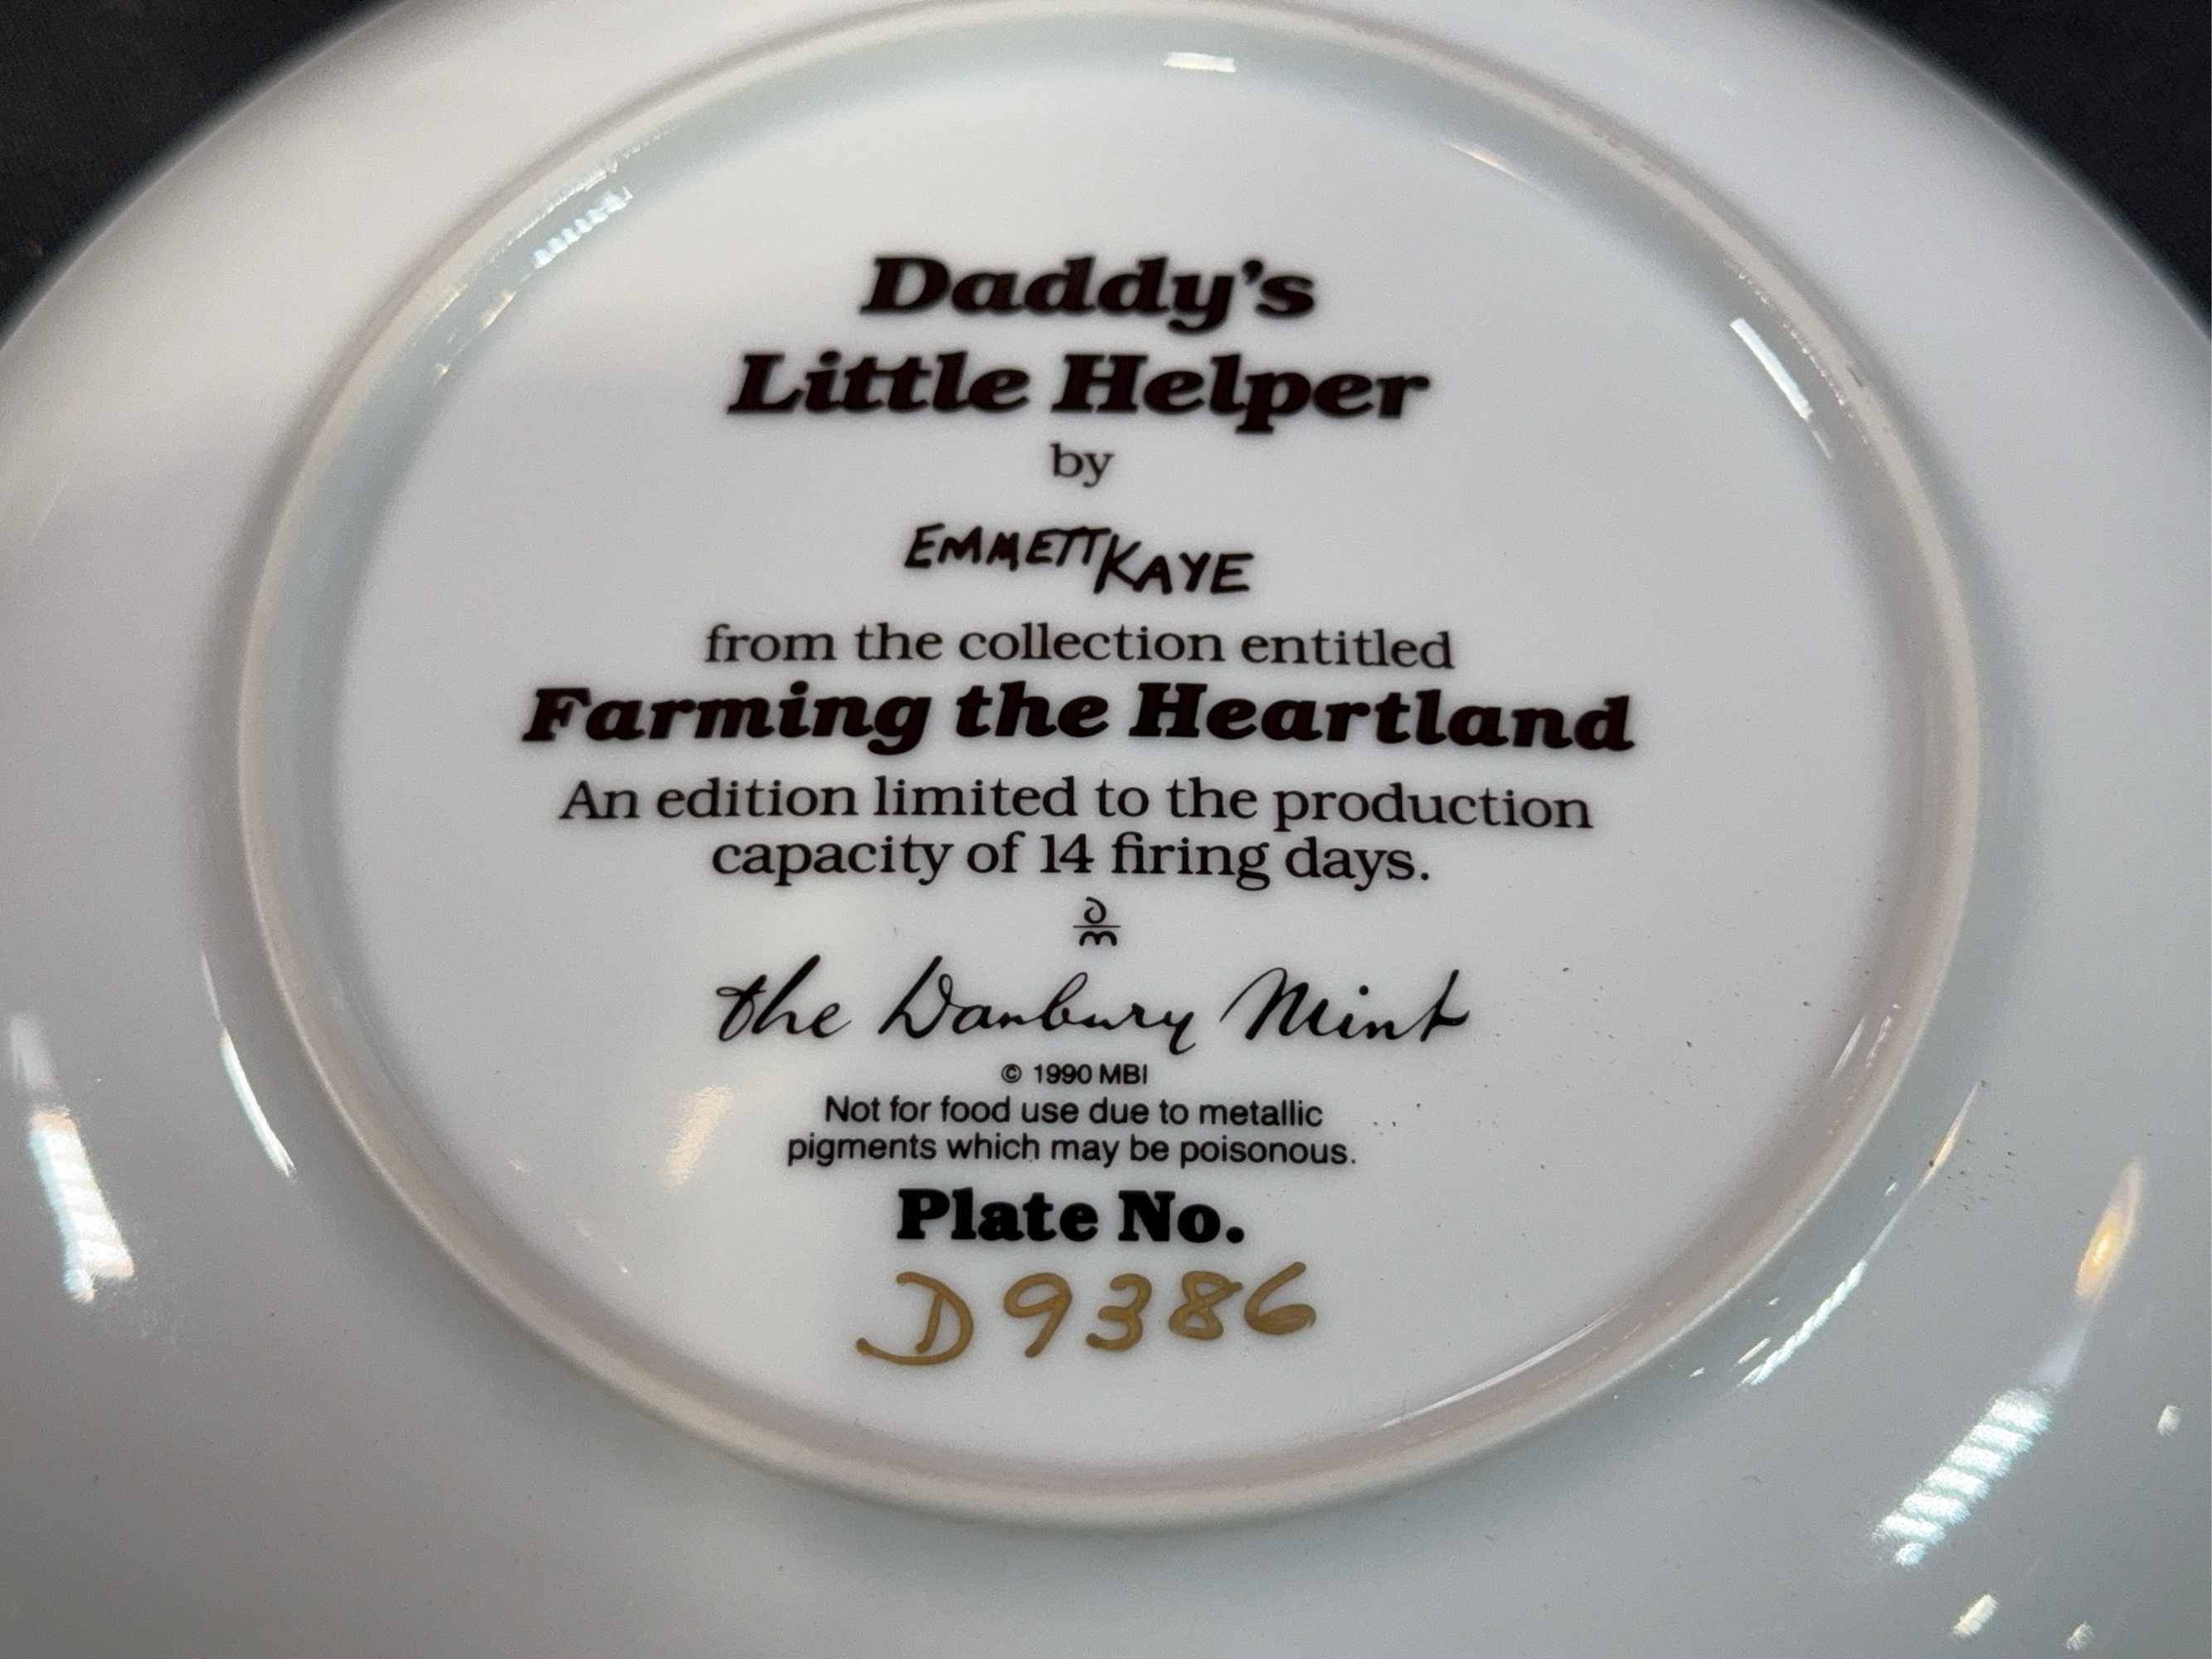 Daddy's
Little Helper
by
EMMETT KAYE
from the collection entitled
Farming the Heartland
An edition limited to the production
capacity of 14 firing days.
the Danbury Mint
© 1990 MBI
Not for food use due to metallic
pigments which may be poisonous.
Plate No.
D9386